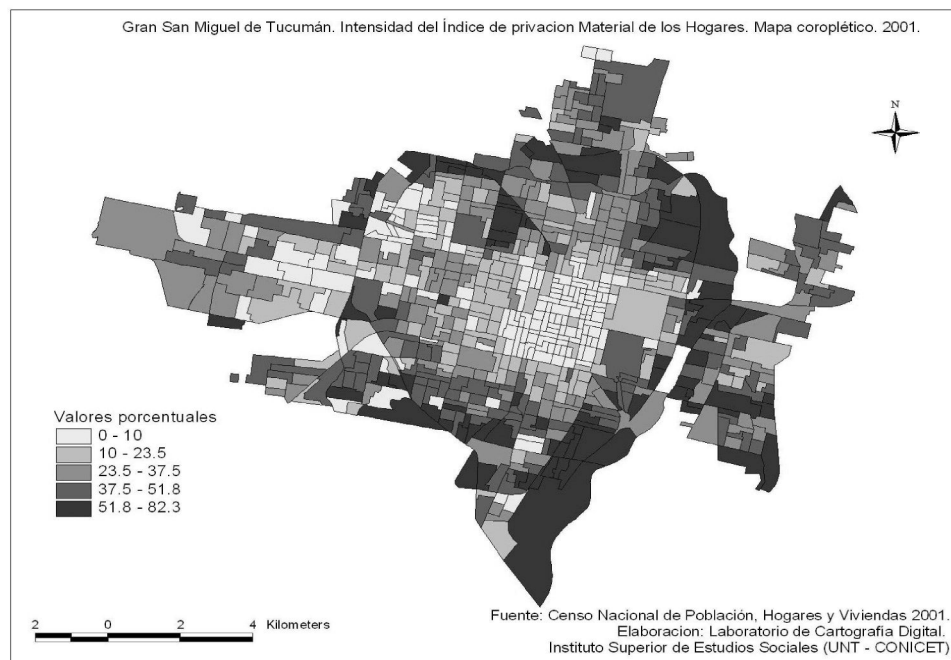 Gran San Miguel de Tucumán. Intensidad del Índice de privacion Material de los Hogares. Mapa coroplético. 2001.
N
Valores porcentuales
0 - 10
10 - 23.5
23.5 - 37.5
37.5 - 51.8
51.8 - 82.3
2 0 2 4 Kilometers
Fuente: Censo Nacional de Población, Hogares y Viviendas 2001.
Elaboracion: Laboratorio de Cartografía Digital.
Instituto Superior de Estudios Sociales (UNT - CONICET)